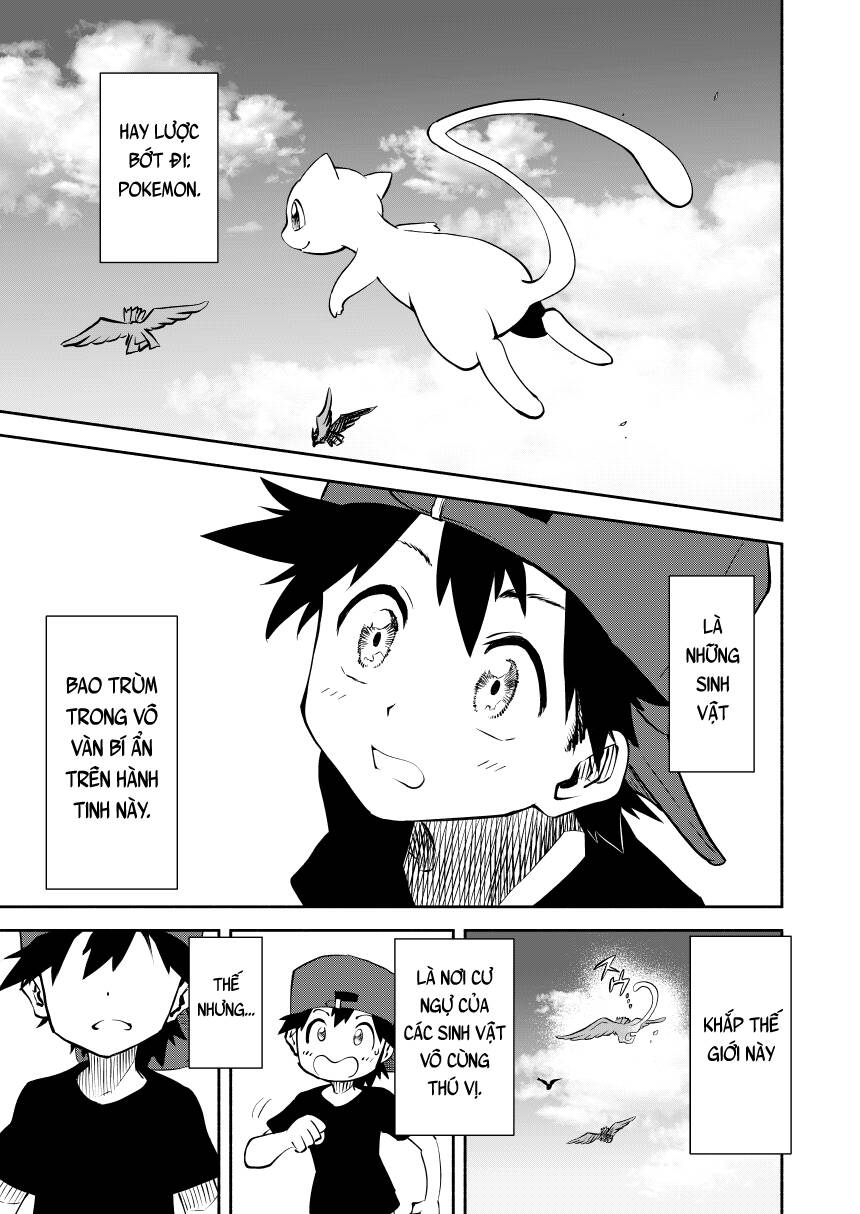 HAY LƯỢC
BỚT ĐI:
POKEMON.
LÀ
NHỮNG
SINH
VẬT
BAO TRÙM
TRONG VÔ
VÀN BÍ ẨN
TRÊN HÀNH
TINH NÀY.
KHẮP THẾ
GIỚI NÀY
LÀ NƠI CƯ
NGỤ CỦA
CÁC SINH VẬT
VÔ CÙNG
THÚ VỊ.
THẾ
NHƯNG...